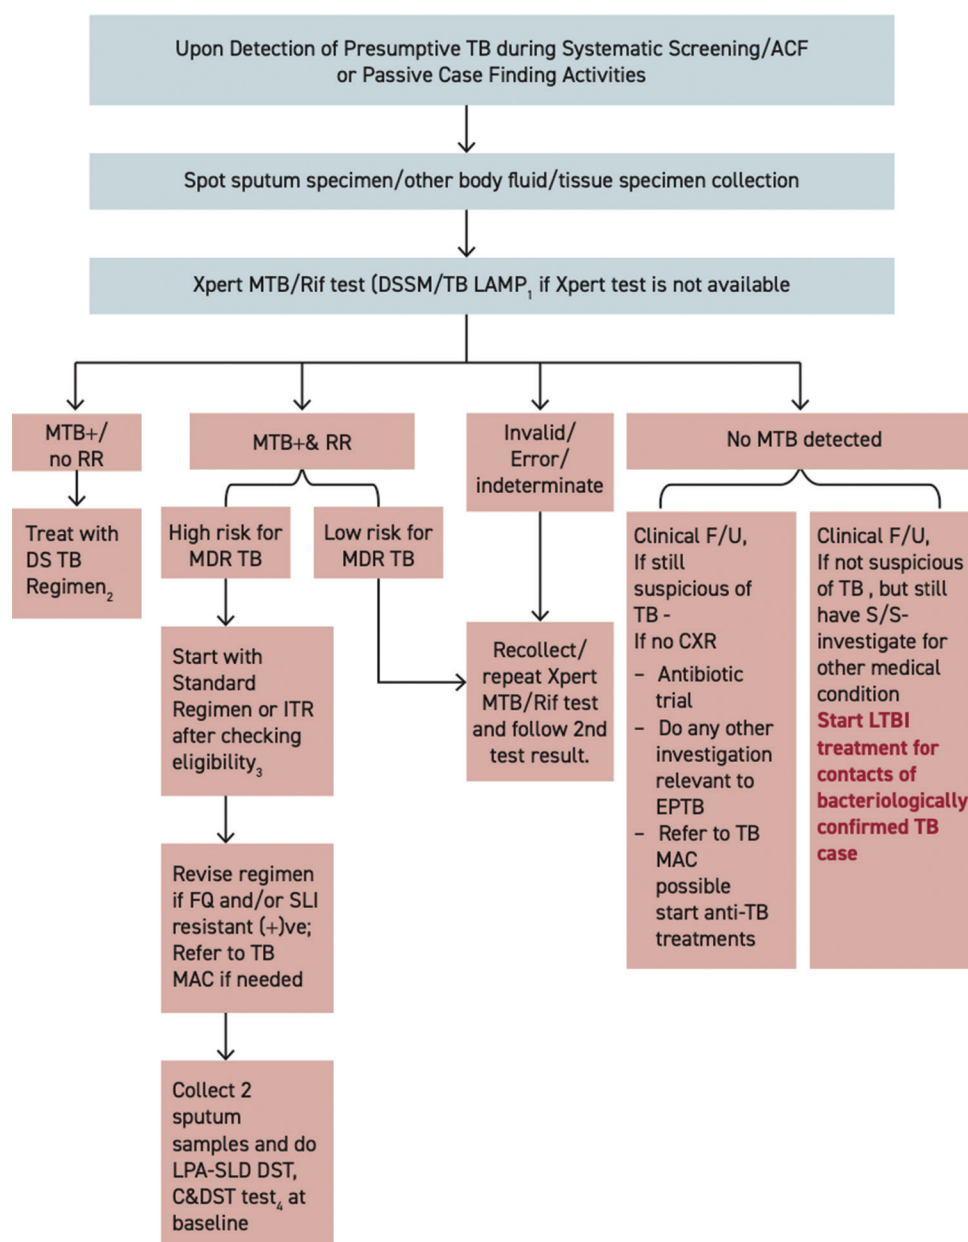 Upon Detection of Presumptive TB during Systematic Screening/ACF
or Passive Case Finding Activities
Spot sputum specimen/other body fluid/tissue specimen collection
Xpert MTB/Rif test (DSSM/TB LAMP₁ if Xpert test is not available
MTB+/
no RR
Treat with
DS TB
Regimen₂
MTB+& RR
High risk for
MDR TB
Low risk for
MDR TB
Start with
Standard
Regimen or ITR
after checking
eligibility₃
Revise regimen
if FQ and/or SLI
resistant (+)ve;
Refer to TB
MAC if needed
Collect 2
sputum
samples and do
LPA-SLD DST,
C&DST test₄ at
baseline
Invalid/
Error/
indeterminate
Recollect/
repeat Xpert
MTB/Rif test
and follow 2nd
test result.
No MTB detected
Clinical F/U,
If still
suspicious of
TB -
If no CXR
– Antibiotic
trial
– Do any other
investigation
relevant to
EPTB
– Refer to TB
MAC
possible
start anti-TB
treatments
Clinical F/U,
If not suspicious
of TB , but still
have S/S-
investigate for
other medical
condition
Start LTBI
treatment for
contacts of
bacteriologically
confirmed TB
case